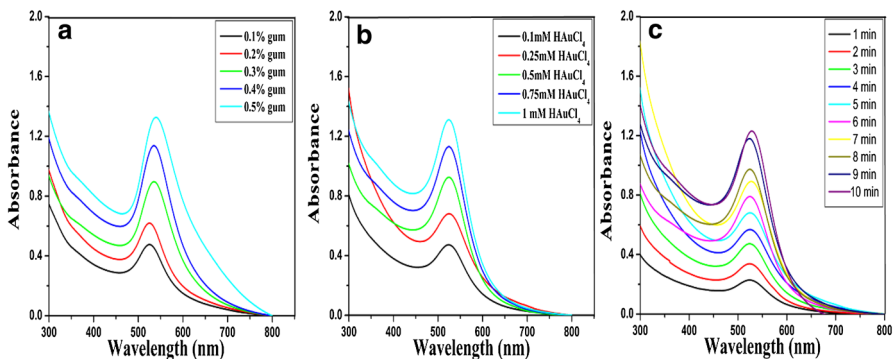 a
2.0
1.6
1.2
0.8
0.4
0.0
Absorbance
300 400 500 600 700 800
Wavelength (nm)
0.1% gum
0.2% gum
0.3% gum
0.4% gum
0.5% gum
b
2.0
1.6
1.2
0.8
0.4
0.0
Absorbance
300 400 500 600 700 800
Wavelength (nm)
0.1mM HAuCl4
0.25mM HAuCl4
0.5mM HAuCl4
0.75mM HAuCl4
1 mM HAuCl4
c
2.0
1.6
1.2
0.8
0.4
0.0
Absorbance
300 400 500 600 700 800
Wavelength (nm)
1 min
2 min
3 min
4 min
5 min
6 min
7 min
8 min
9 min
10 min